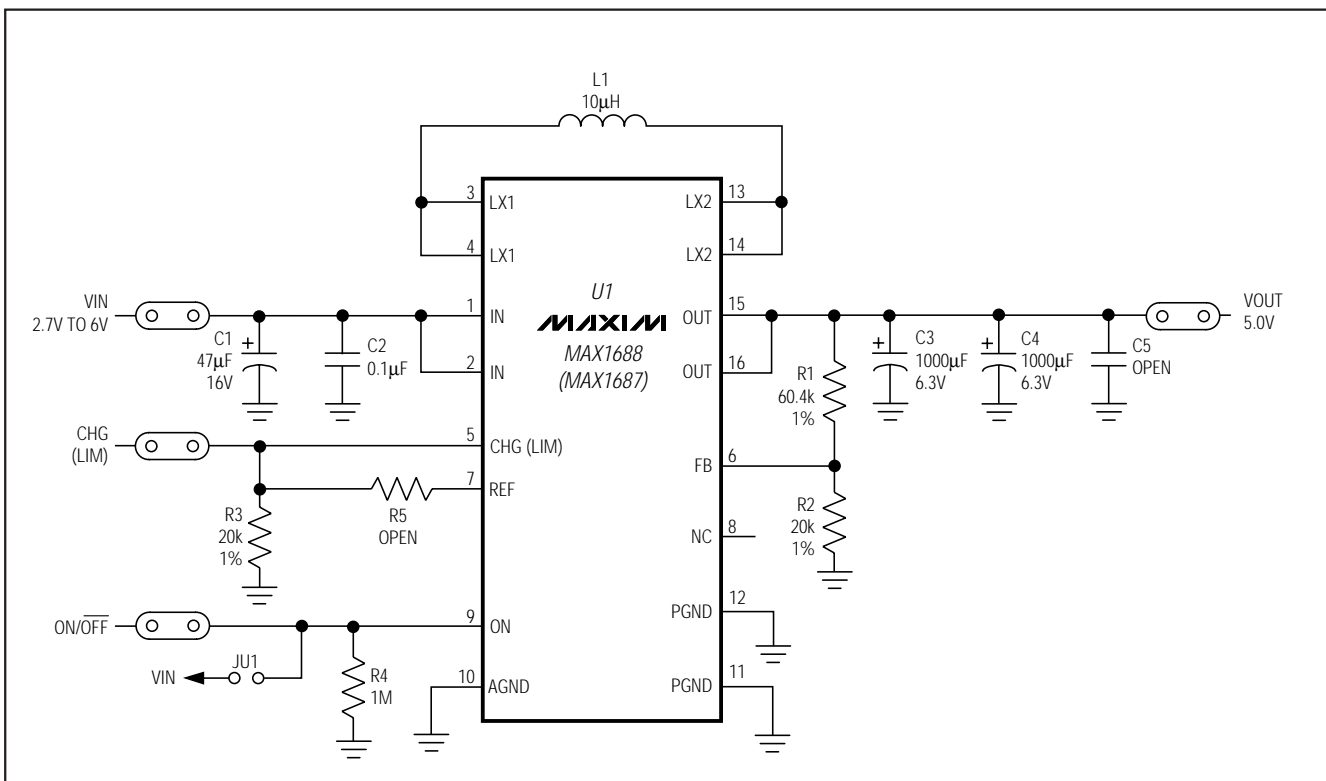 L1
10µH
3
LX1
LX2
13
4
LX1
LX2
14
VIN
2.7V TO 6V
C1
+
47µF
16V
C2
0.1µF
1
IN
2
IN
U1
MAXIM
MAX1688
(MAX1687)
OUT
15
OUT
16
R1
60.4k
1%
+
C3
1000µF
6.3V
+
C4
1000µF
6.3V
C5
OPEN
VOUT
5.0V
CHG
(LIM)
5
CHG (LIM)
7
REF
R3
20k
1%
R5
OPEN
FB
6
R2
20k
1%
NC
8
PGND
12
PGND
11
ON/OFF
9
ON
VIN
JU1
R4
1M
10
AGND